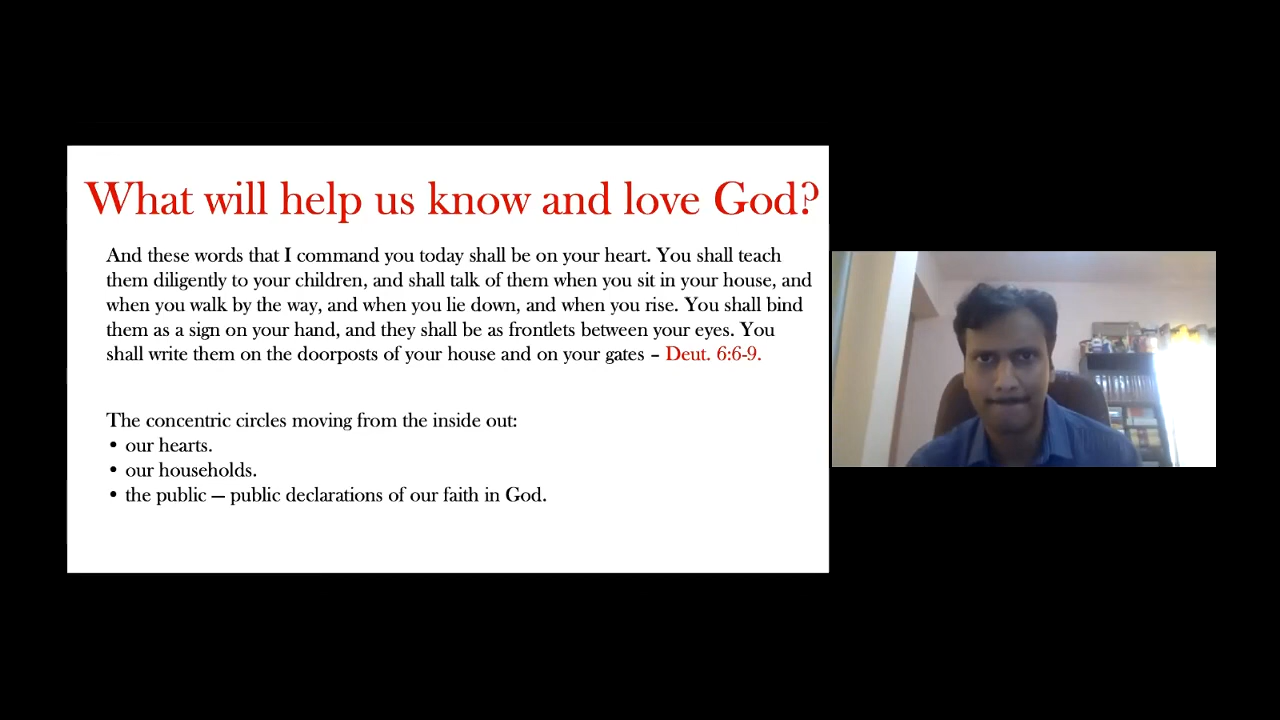 What will help us know and love God?
And these words that I command you today shall be on your heart. You shall teach
them diligently to your children, and shall talk of them when you sit in your house, and
when you walk by the way, and when you lie down, and when you rise. You shall bind
them as a sign on your hand, and they shall be as frontlets between your eyes. You
shall write them on the doorposts of your house and on your gates – Deut. 6:6-9.
The concentric circles moving from the inside out:
• our hearts.
• our households.
• the public — public declarations of our faith in God.